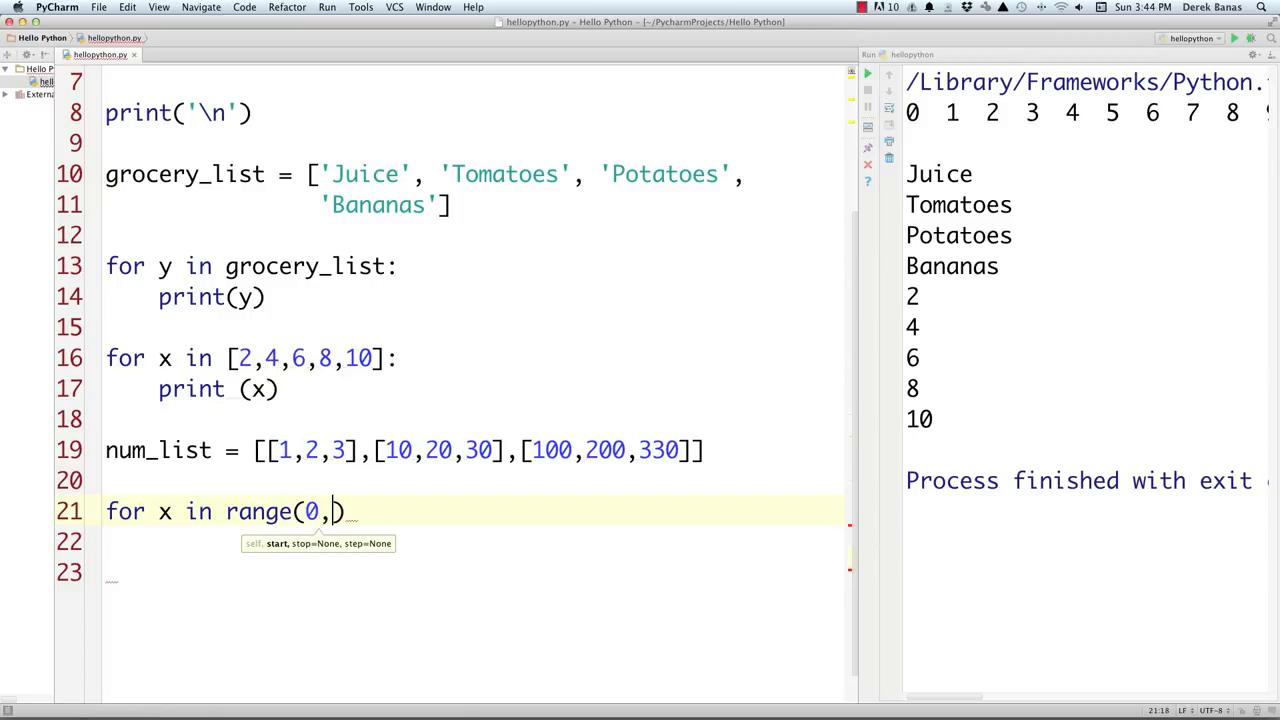 PyCharm File Edit View Navigate Code Refactor Run Tools VCS Window Help 10 Sun 3:44 PM Derek Banas
hellopython.py - Hello Python - [~/PycharmProjects/Hello Python]
Hello Python hellopython.py hellopython
hellopython.py × Run hellopython
Hello P
hell
Extern
7
8 print('\n')
9
10 grocery_list = ['Juice', 'Tomatoes', 'Potatoes',
11 'Bananas']
12
13 for y in grocery_list:
14 print(y)
15
16 for x in [2,4,6,8,10]:
17 print (x)
18
19 num_list = [[1,2,3],[10,20,30],[100,200,330]]
20
21 for x in range(0,)
self, start, stop=None, step=None
22
23
/Library/Frameworks/Python.
0 1 2 3 4 5 6 7 8
Juice
Tomatoes
Potatoes
Bananas
2
4
6
8
10
Process finished with exit
21:18 LF UTF-8